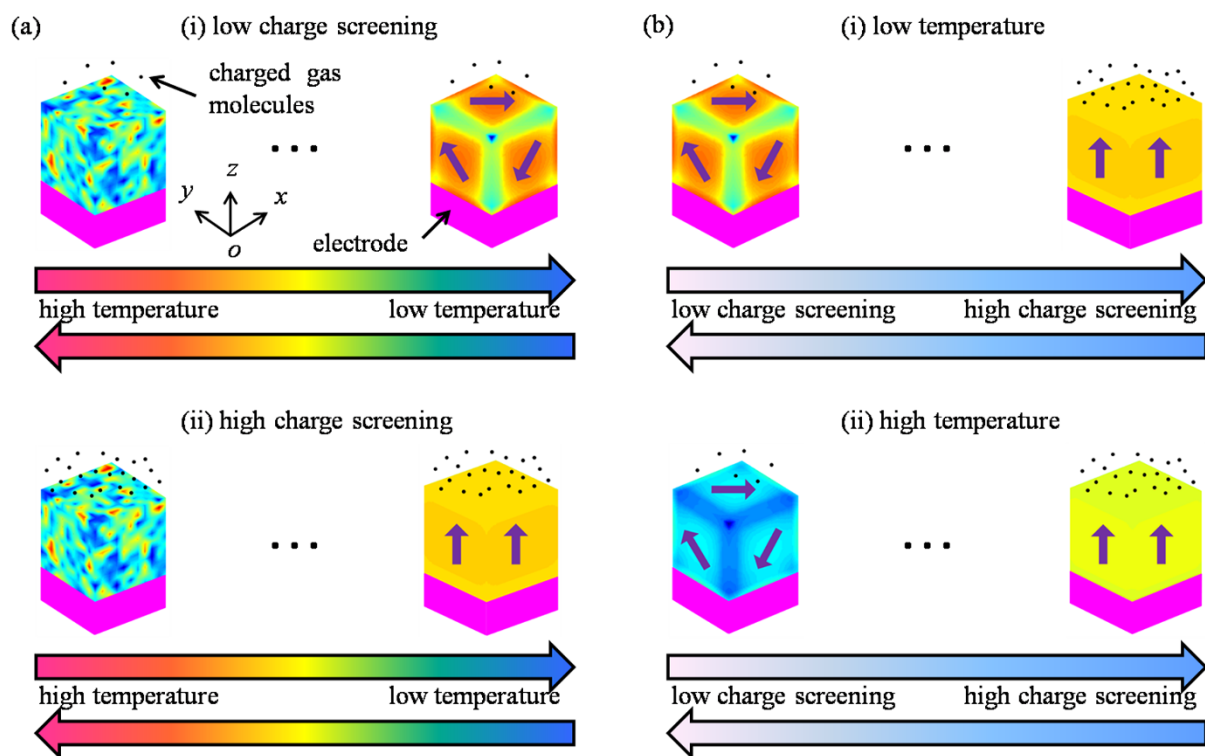 (a)
(i) low charge screening
charged gas
molecules
z
y
x
o
electrode
high temperature
low temperature
(ii) high charge screening
high temperature
low temperature
(b)
(i) low temperature
low charge screening
high charge screening
(ii) high temperature
low charge screening
high charge screening